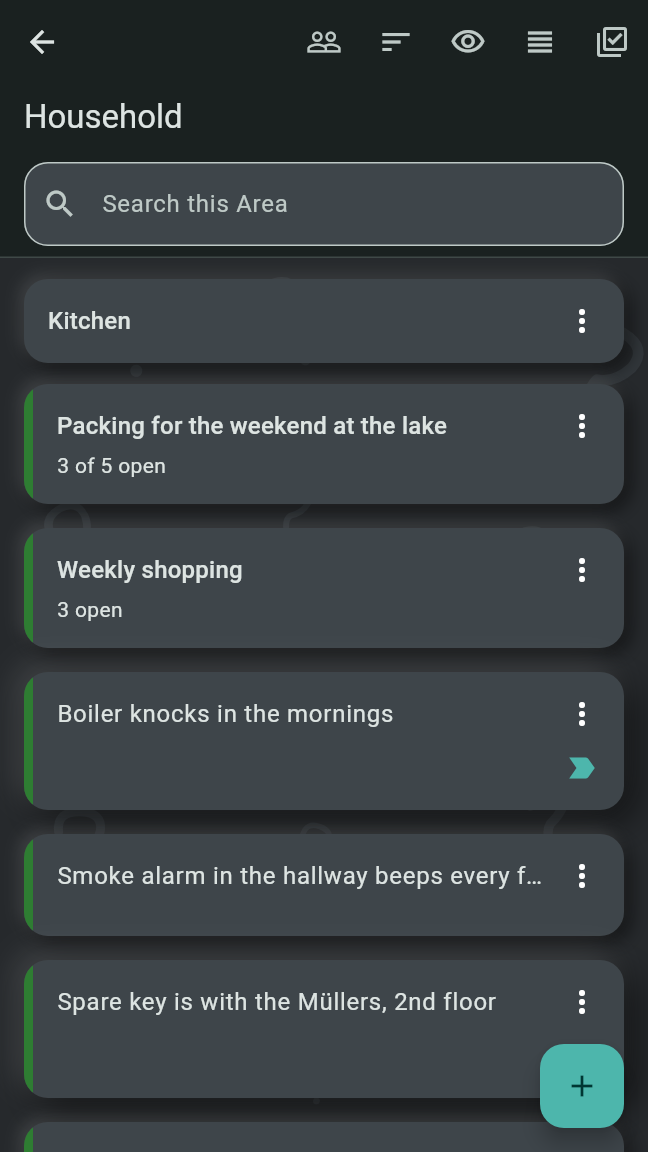 Household
Search this Area
Kitchen
Packing for the weekend at the lake
3 of 5 open
Weekly shopping
3 open
Boiler knocks in the mornings
Smoke alarm in the hallway beeps every f…
Spare key is with the Müllers, 2nd floor